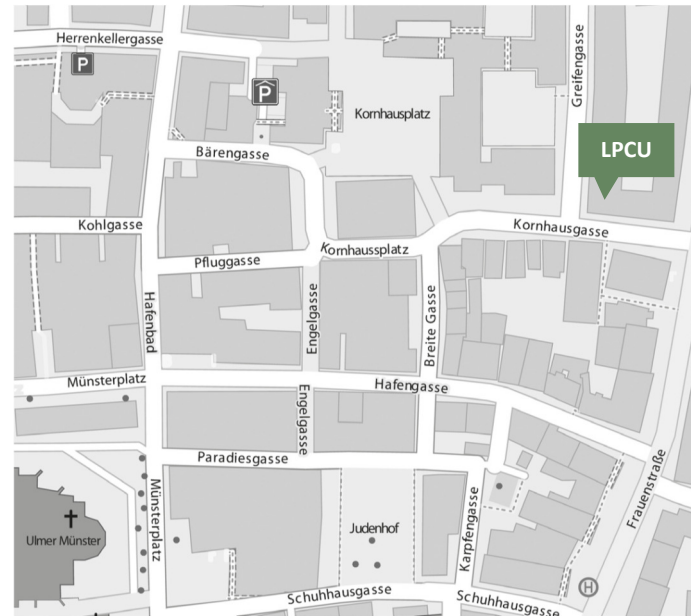 Herrenkellergasse
P
P
Greifengasse
Kornhausplatz
LPCU
Bärengasse
Kohlgasse
Kornhausgasse
Kornhaussplatz
Pfluggasse
Hafenbad
Engelgasse
Breite Gasse
Münsterplatz
Hafengasse
Engelgasse
Paradiesgasse
Frauenstraße
Münsterplatz
Karpfengasse
Judenhof
Ulmer Münster
H
Schuhhausgasse
Schuhhausgasse